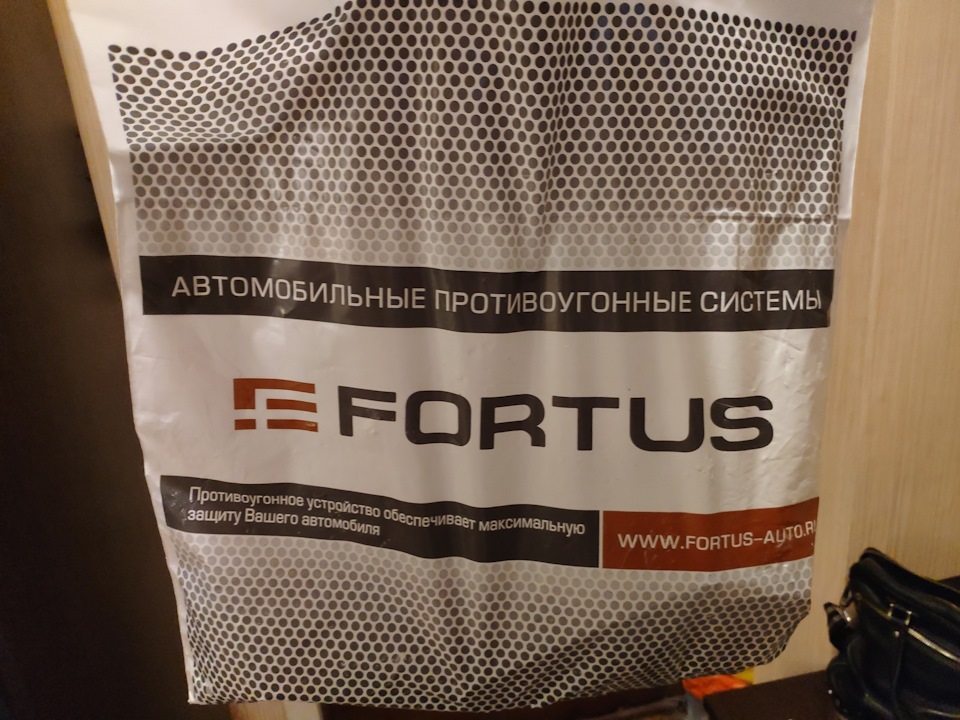 АВТОМОБИЛЬНЫЕ ПРОТИВОУГОННЫЕ СИСТЕМЫ
FORTUS
Противоугонное устройство обеспечивает максимальную
защиту Вашего автомобиля
WWW.FORTUS-AUTO.RU